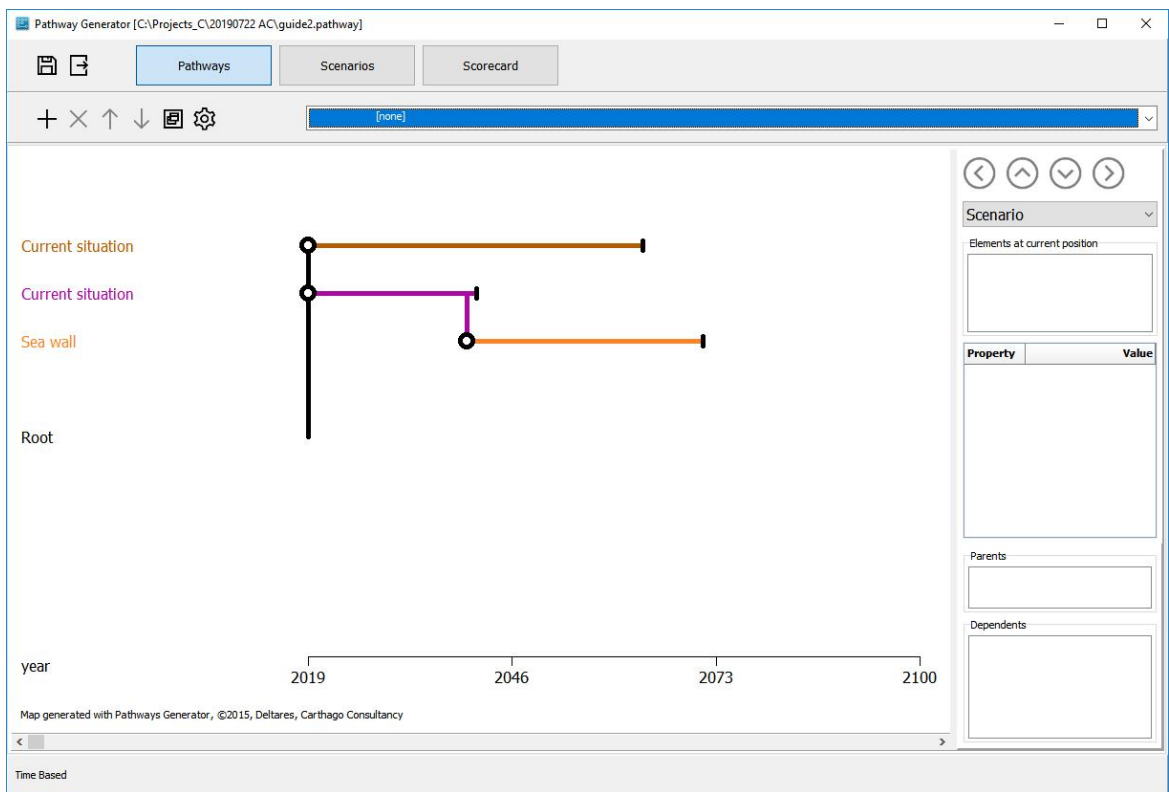 Pathway Generator [C:\Projects_C\20190722 AC\guide2.pathway]
Pathways Scenarios Scorecard
[none]
Scenario
Elements at current position
Current situation
Current situation
Sea wall
Property Value
Root
Parents
Dependents
year
2019 2046 2073 2100
Map generated with Pathways Generator, ©2015, Deltares, Carthago Consultancy
Time Based